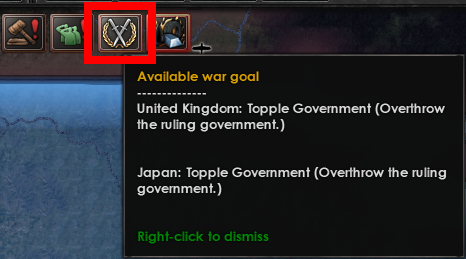 Available war goal
--------------
United Kingdom: Topple Government (Overthrow
the ruling government.)
Japan: Topple Government (Overthrow the ruling
government.)
Right-click to dismiss